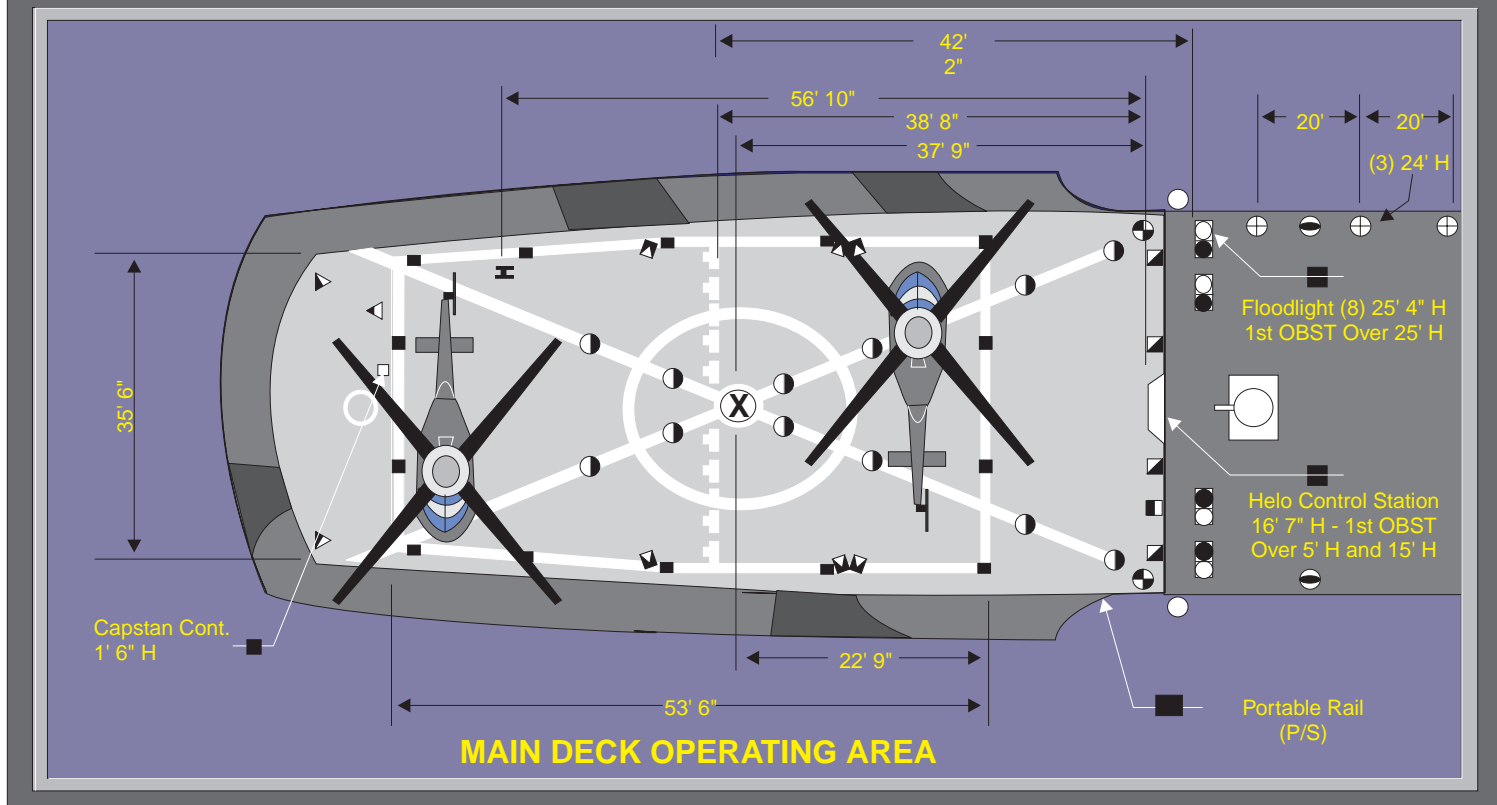 42'
2"
56' 10"
38' 8"
37' 9"
20'
20'
(3) 24' H
H
35' 6"
X
Floodlight (8) 25' 4" H
1st OBST Over 25' H
Helo Control Station
16' 7" H - 1st OBST
Over 5' H and 15' H
Capstan Cont.
1' 6" H
22' 9"
53' 6"
Portable Rail
(P/S)
MAIN DECK OPERATING AREA